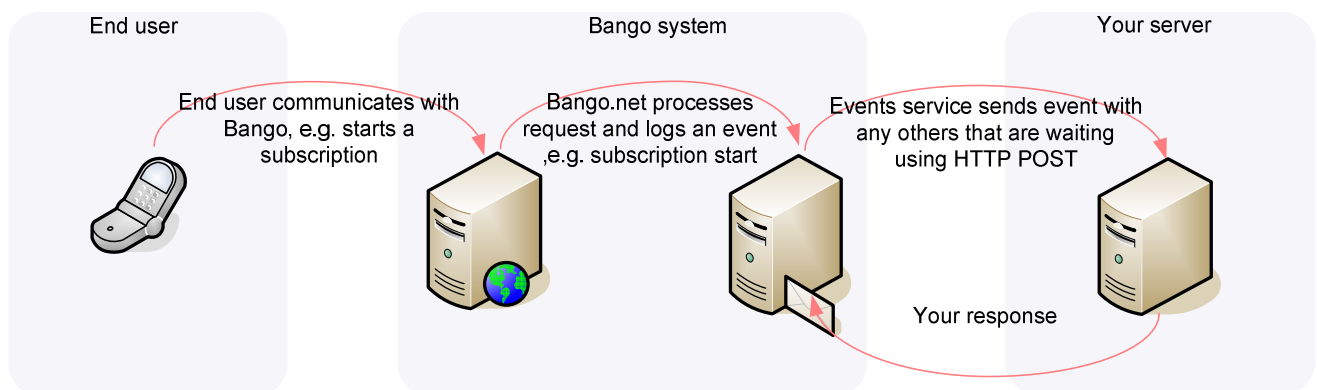 End user
Bango system
Your server
End user communicates with
Bango, e.g. starts a
subscription
Bango.net processes
request and logs an event
,e.g. subscription start
Events service sends event with
any others that are waiting
using HTTP POST
Your response